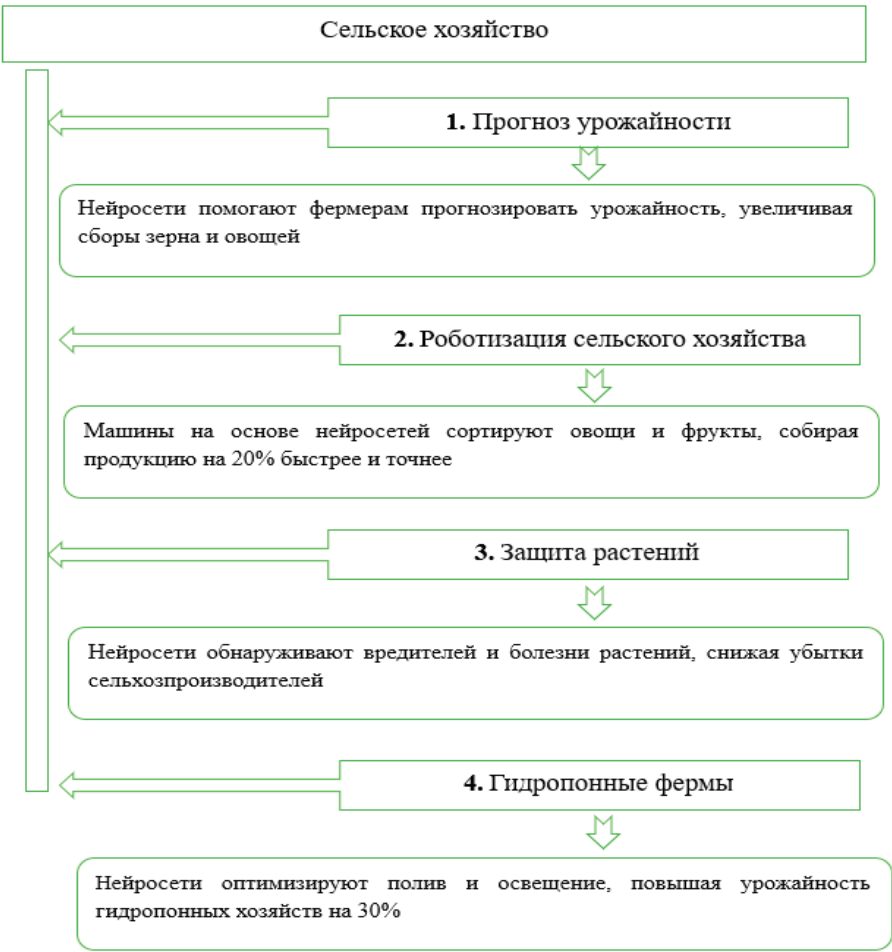 Сельское хозяйство
1. Прогноз урожайности
Нейросети помогают фермерам прогнозировать урожайность, увеличивая
сборы зерна и овощей
2. Роботизация сельского хозяйства
Машины на основе нейросетей сортируют овощи и фрукты, собирая
продукцию на 20% быстрее и точнее
3. Защита растений
Нейросети обнаруживают вредителей и болезни растений, снижая убытки
сельхозпроизводителей
4. Гидропонные фермы
Нейросети оптимизируют полив и освещение, повышая урожайность
гидропонных хозяйств на 30%